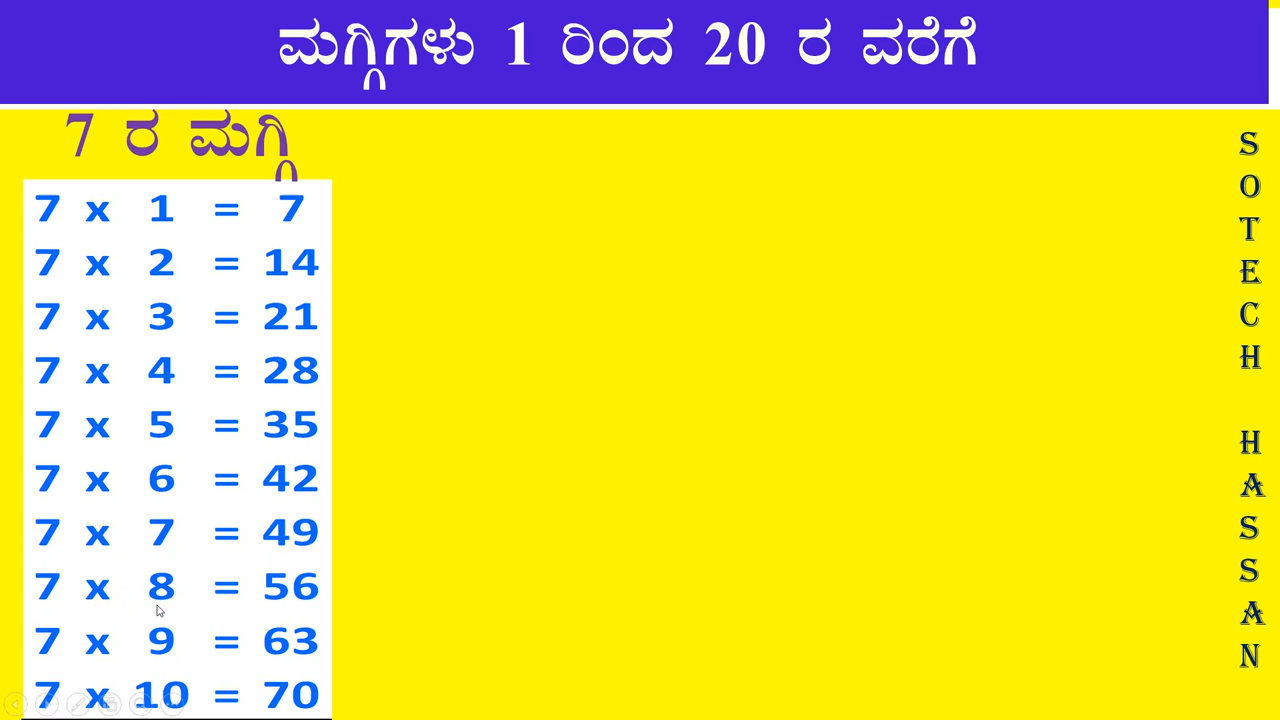 ಮಗ್ಗಿಗಳು 1 ರಿಂದ 20 ರ ವರೆಗೆ
7 ರ ಮಗ್ಗಿ
7 x 1 = 7
7 x 2 = 14
7 x 3 = 21
7 x 4 = 28
7 x 5 = 35
7 x 6 = 42
7 x 7 = 49
7 x 8 = 56
7 x 9 = 63
7 x 10 = 70
SOTECH HASSAN